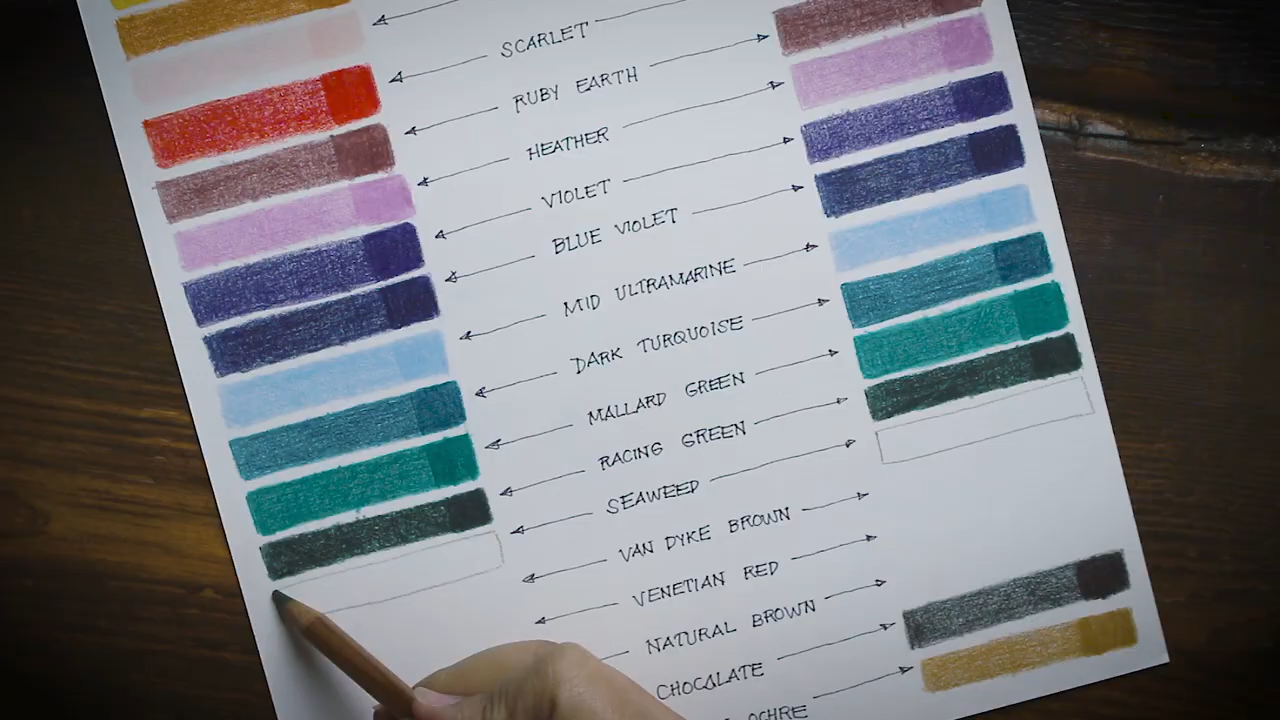 SCARLET
RUBY EARTH
HEATHER
VIOLET
BLUE VIOLET
MID ULTRAMARINE
DARK TURQUOISE
MALLARD GREEN
RACING GREEN
SEAWEED
VAN DYKE BROWN
VENETIAN RED
NATURAL BROWN
CHOCOLATE
OCHRE